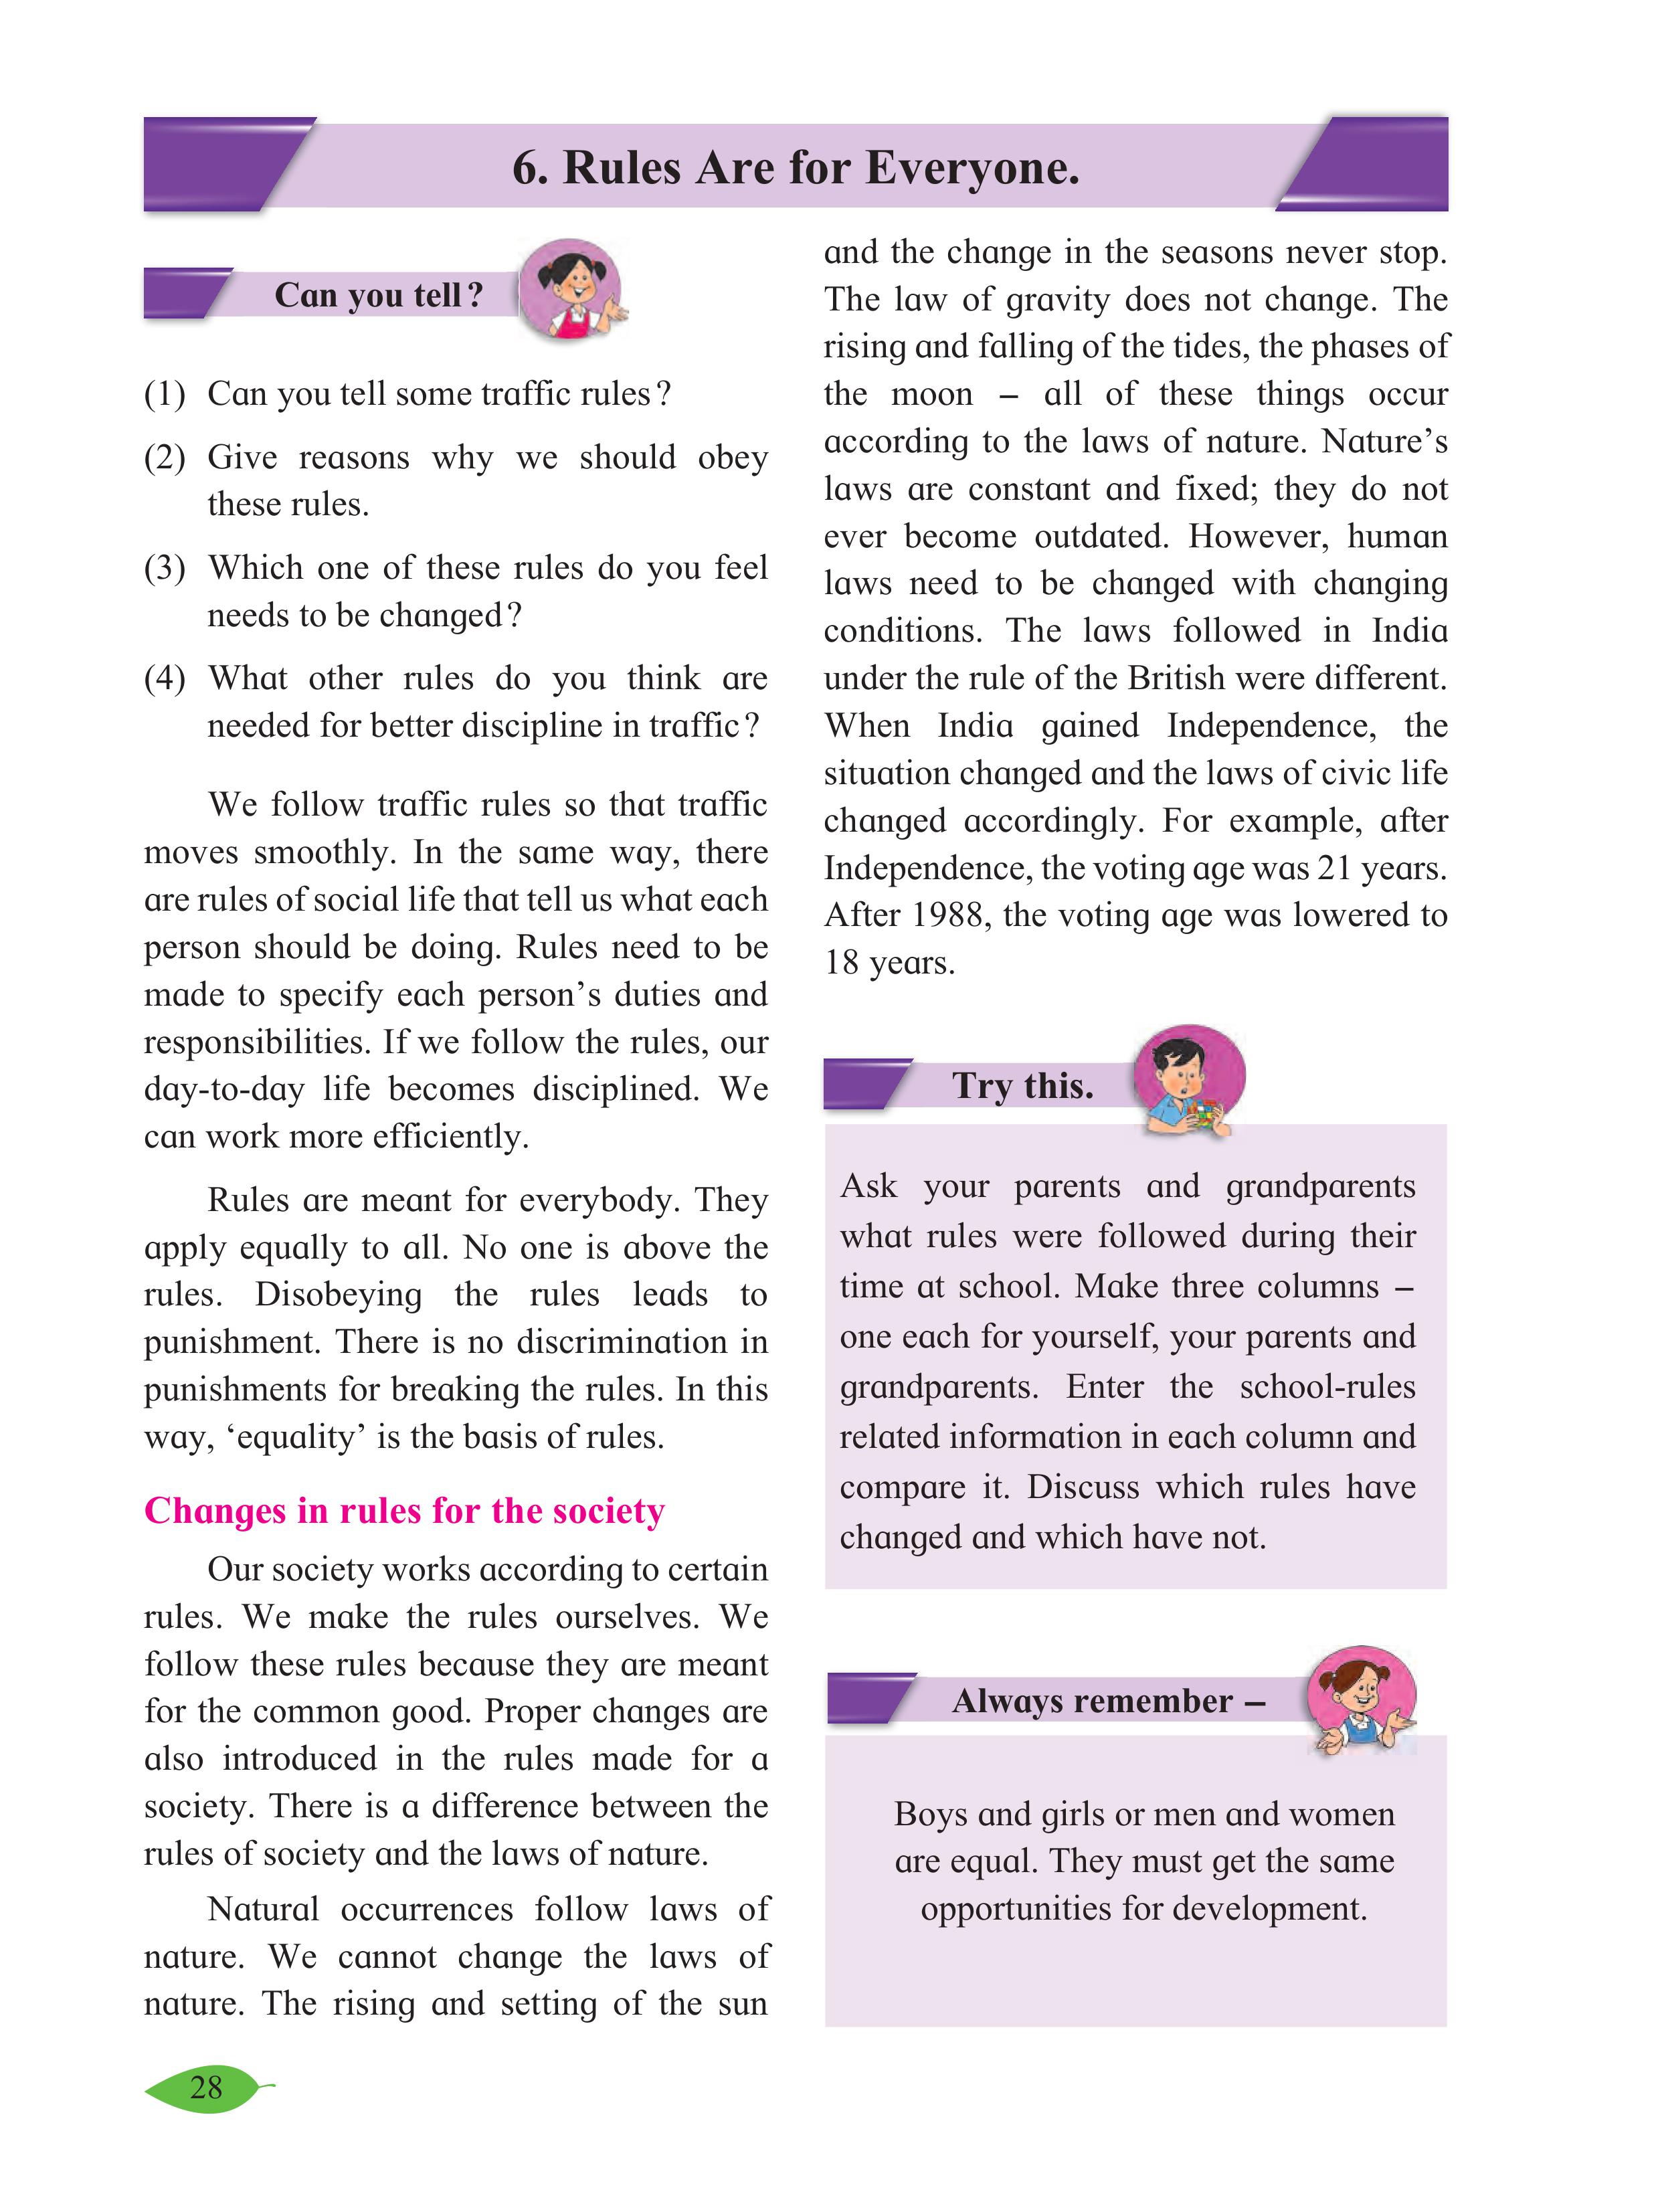 6. Rules Are for Everyone.
Can you tell?
(1) Can you tell some traffic rules?
(2) Give reasons why we should obey
these rules.
(3) Which one of these rules do you feel
needs to be changed?
(4) What other rules do you think are
needed for better discipline in traffic?
We follow traffic rules so that traffic
moves smoothly. In the same way, there
are rules of social life that tell us what each
person should be doing. Rules need to be
made to specify each person’s duties and
responsibilities. If we follow the rules, our
day-to-day life becomes disciplined. We
can work more efficiently.
Rules are meant for everybody. They
apply equally to all. No one is above the
rules. Disobeying the rules leads to
punishment. There is no discrimination in
punishments for breaking the rules. In this
way, ‘equality’ is the basis of rules.
Changes in rules for the society
Our society works according to certain
rules. We make the rules ourselves. We
follow these rules because they are meant
for the common good. Proper changes are
also introduced in the rules made for a
society. There is a difference between the
rules of society and the laws of nature.
Natural occurrences follow laws of
nature. We cannot change the laws of
nature. The rising and setting of the sun
and the change in the seasons never stop.
The law of gravity does not change. The
rising and falling of the tides, the phases of
the moon – all of these things occur
according to the laws of nature. Nature’s
laws are constant and fixed; they do not
ever become outdated. However, human
laws need to be changed with changing
conditions. The laws followed in India
under the rule of the British were different.
When India gained Independence, the
situation changed and the laws of civic life
changed accordingly. For example, after
Independence, the voting age was 21 years.
After 1988, the voting age was lowered to
18 years.
Try this.
Ask your parents and grandparents
what rules were followed during their
time at school. Make three columns –
one each for yourself, your parents and
grandparents. Enter the school-rules
related information in each column and
compare it. Discuss which rules have
changed and which have not.
Always remember –
Boys and girls or men and women
are equal. They must get the same
opportunities for development.
28